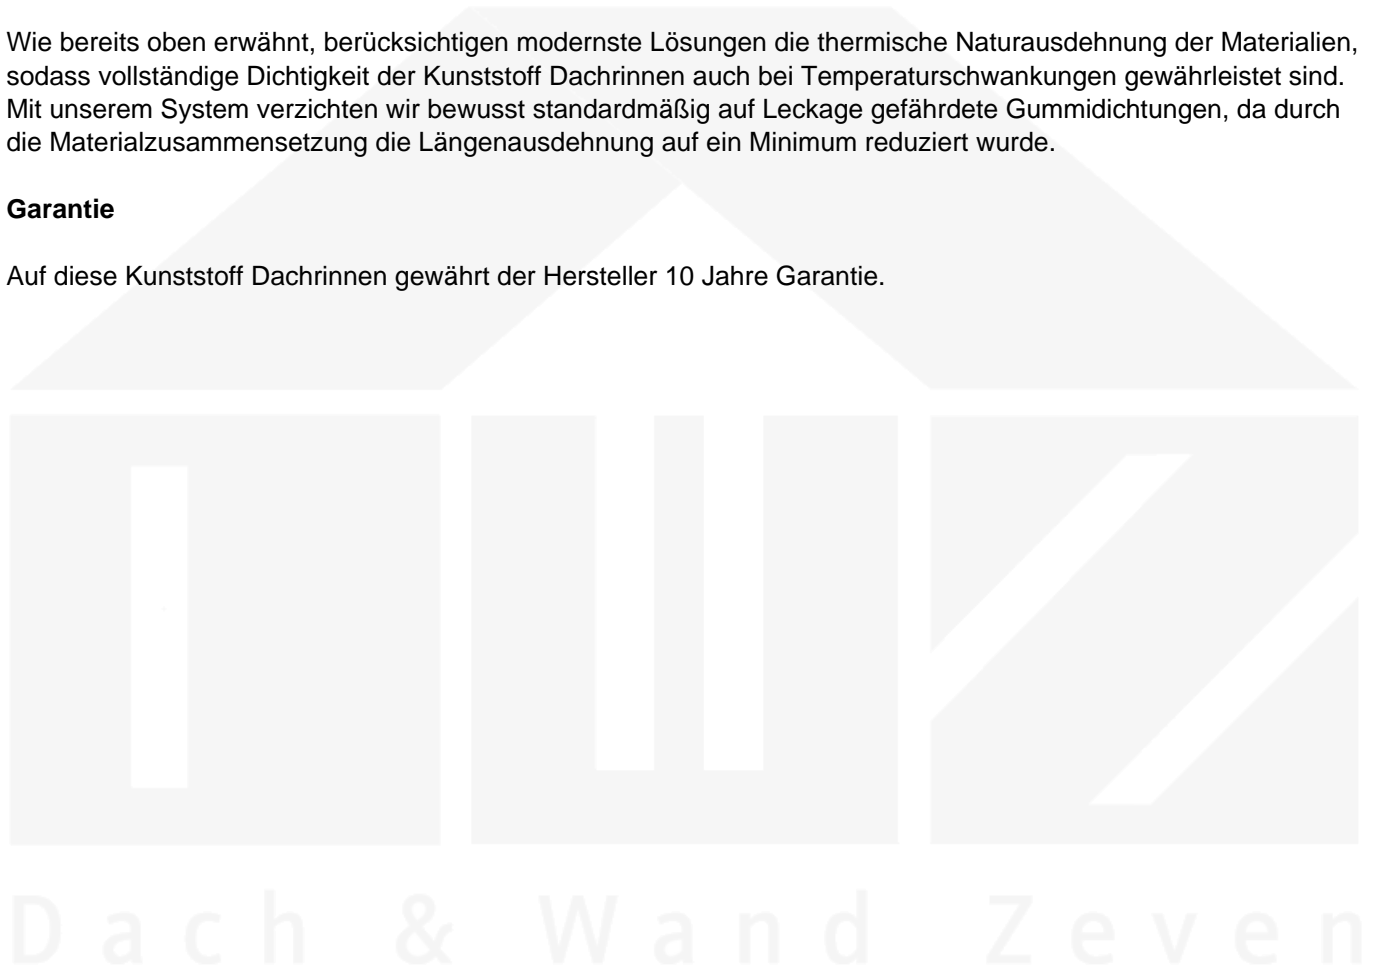 Wie bereits oben erwähnt, berücksichtigen modernste Lösungen die thermische Naturausdehnung der Materialien,
sodass vollständige Dichtigkeit der Kunststoff Dachrinnen auch bei Temperaturschwankungen gewährleistet sind.
Mit unserem System verzichten wir bewusst standardmäßig auf Leckage gefährdete Gummidichtungen, da durch
die Materialzusammensetzung die Längenausdehnung auf ein Minimum reduziert wurde.
Garantie
Auf diese Kunststoff Dachrinnen gewährt der Hersteller 10 Jahre Garantie.
Dach & Wand Zeven